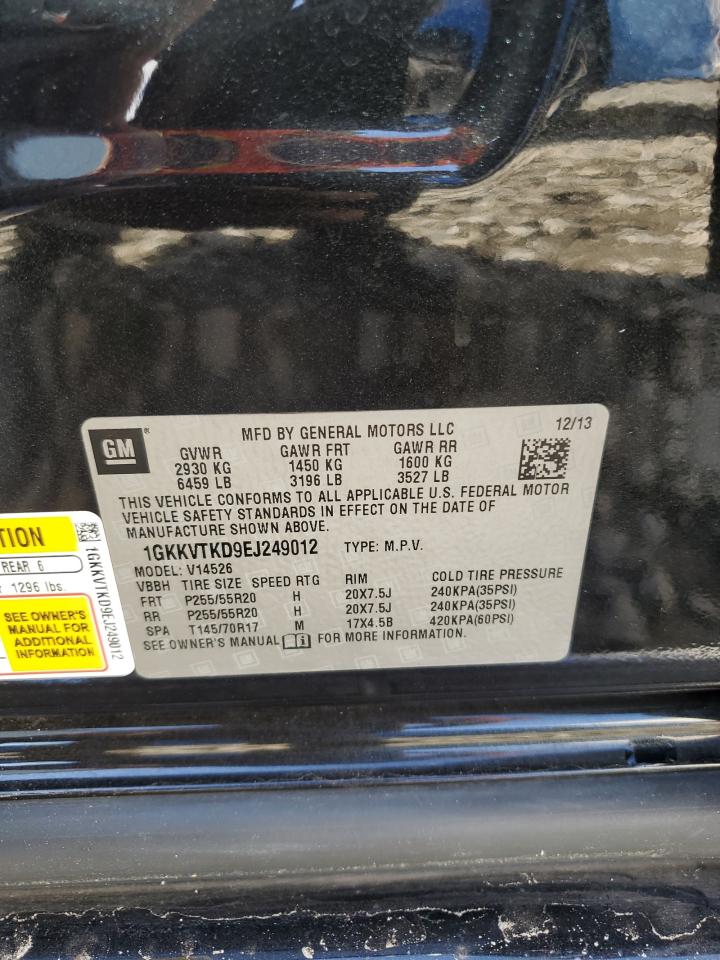 GM ®
MFD BY GENERAL MOTORS LLC
12/13
GVWR GAWR FRT GAWR RR
2930 KG 1450 KG 1600 KG
6459 LB 3196 LB 3527 LB
THIS VEHICLE CONFORMS TO ALL APPLICABLE U.S. FEDERAL MOTOR
VEHICLE SAFETY STANDARDS IN EFFECT ON THE DATE OF
MANUFACTURE SHOWN ABOVE.
1GKKVTKD9EJ249012 TYPE: M.P.V.
MODEL: V14526
VBBH TIRE SIZE SPEED RTG RIM COLD TIRE PRESSURE
FRT P255/55R20 H 20X7.5J 240KPA(35PSI)
RR P255/55R20 H 20X7.5J 240KPA(35PSI)
SPA T145/70R17 M 17X4.5B 420KPA(60PSI)
SEE OWNER'S MANUAL FOR MORE INFORMATION.
TION
REAR 6
1296 lbs.
SEE OWNER'S
MANUAL FOR
ADDITIONAL
INFORMATION
1GKKVTKD9EJ249012